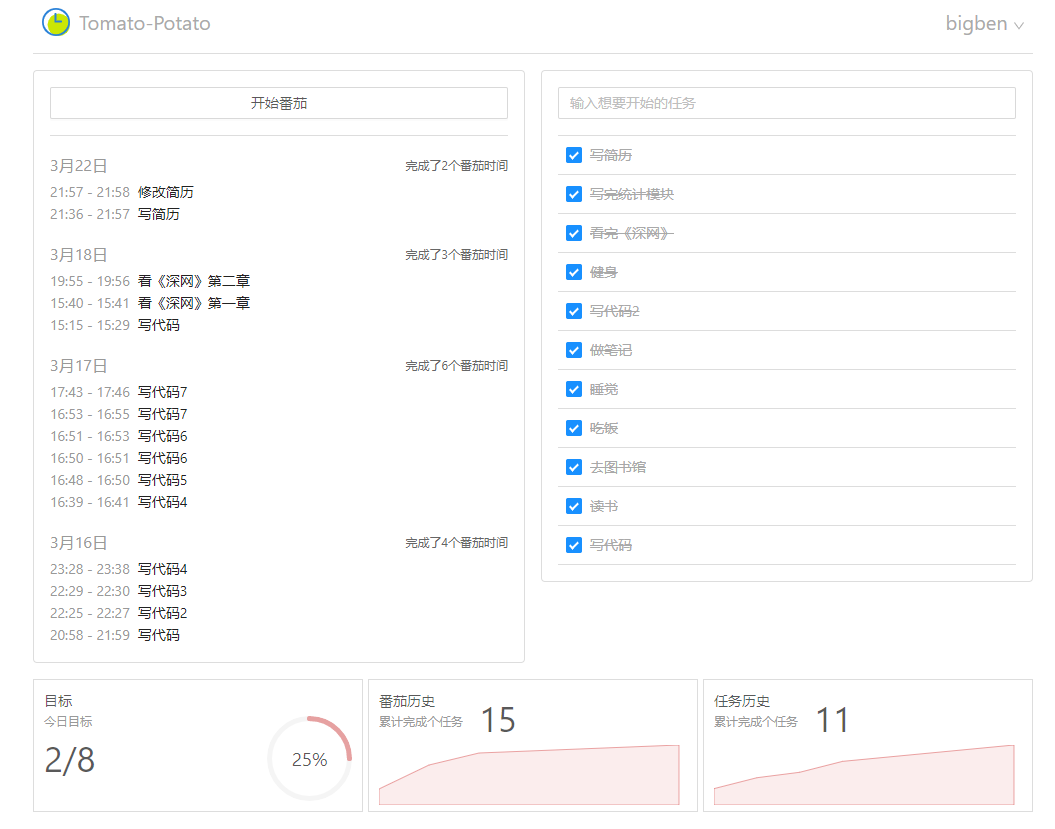 Tomato-Potato
bigben
开始番茄
3月22日 完成了2个番茄时间
21:57 - 21:58 修改简历
21:36 - 21:57 写简历
3月18日 完成了3个番茄时间
19:55 - 19:56 看《深网》第二章
15:40 - 15:41 看《深网》第一章
15:15 - 15:29 写代码
3月17日 完成了6个番茄时间
17:43 - 17:46 写代码7
16:53 - 16:55 写代码7
16:51 - 16:53 写代码6
16:50 - 16:51 写代码6
16:48 - 16:50 写代码5
16:39 - 16:41 写代码4
3月16日 完成了4个番茄时间
23:28 - 23:38 写代码4
22:29 - 22:30 写代码3
22:25 - 22:27 写代码2
20:58 - 21:59 写代码
输入想要开始的任务
写简历
写完统计模块
看完《深网》
健身
写代码2
做笔记
睡觉
吃饭
去图书馆
读书
写代码
目标
今日目标
2/8
25%
番茄历史
累计完成个任务 15
任务历史
累计完成个任务 11